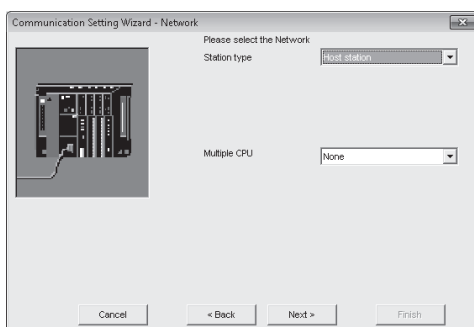 Communication Setting Wizard - Network
Please select the Network
Station type
Host station
Multiple CPU
None
Cancel
< Back
Next >
Finish